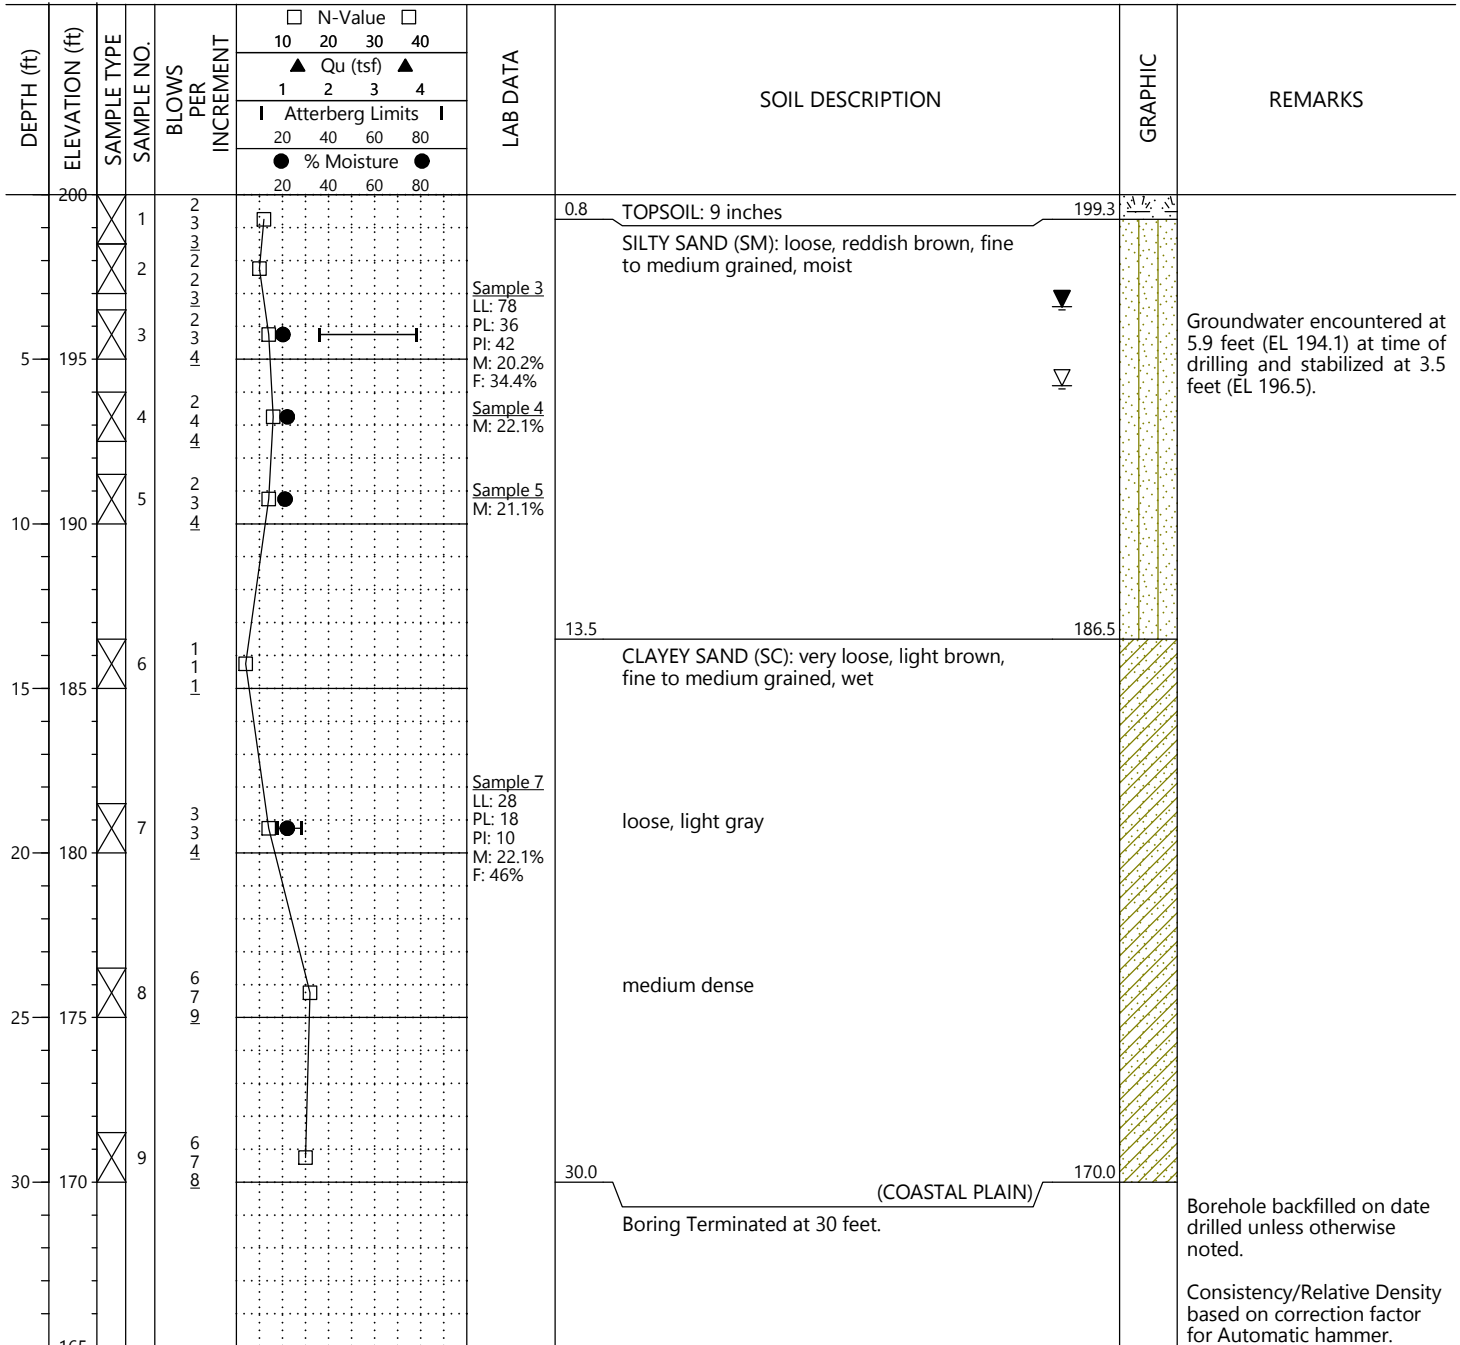 DEPTH (ft)
ELEVATION (ft)
SAMPLE TYPE
SAMPLE NO.
BLOWS
PER
INCREMENT
N-Value
10 20 30 40
Qu (tsf)
1 2 3 4
Atterberg Limits
20 40 60 80
% Moisture
20 40 60 80
LAB DATA
SOIL DESCRIPTION
GRAPHIC
REMARKS
200
1
2
3
3
0.8 TOPSOIL: 9 inches 199.3
SILTY SAND (SM): loose, reddish brown, fine
to medium grained, moist
2
2
2
3
3
2
3
4
Sample 3
LL: 78
PL: 36
PI: 42
M: 20.2%
F: 34.4%
5 195
Groundwater encountered at
5.9 feet (EL 194.1) at time of
drilling and stabilized at 3.5
feet (EL 196.5).
4
2
4
4
Sample 4
M: 22.1%
5
2
3
4
Sample 5
M: 21.1%
10 190
13.5 186.5
6
1
1
1
CLAYEY SAND (SC): very loose, light brown,
fine to medium grained, wet
15 185
7
3
3
4
Sample 7
LL: 28
PL: 18
PI: 10
M: 22.1%
F: 46%
loose, light gray
20 180
8
6
7
9
medium dense
25 175
9
6
7
8
30 170
30.0 170.0
(COASTAL PLAIN)
Boring Terminated at 30 feet.
Borehole backfilled on date
drilled unless otherwise
noted.
Consistency/Relative Density
based on correction factor
for Automatic hammer.
165